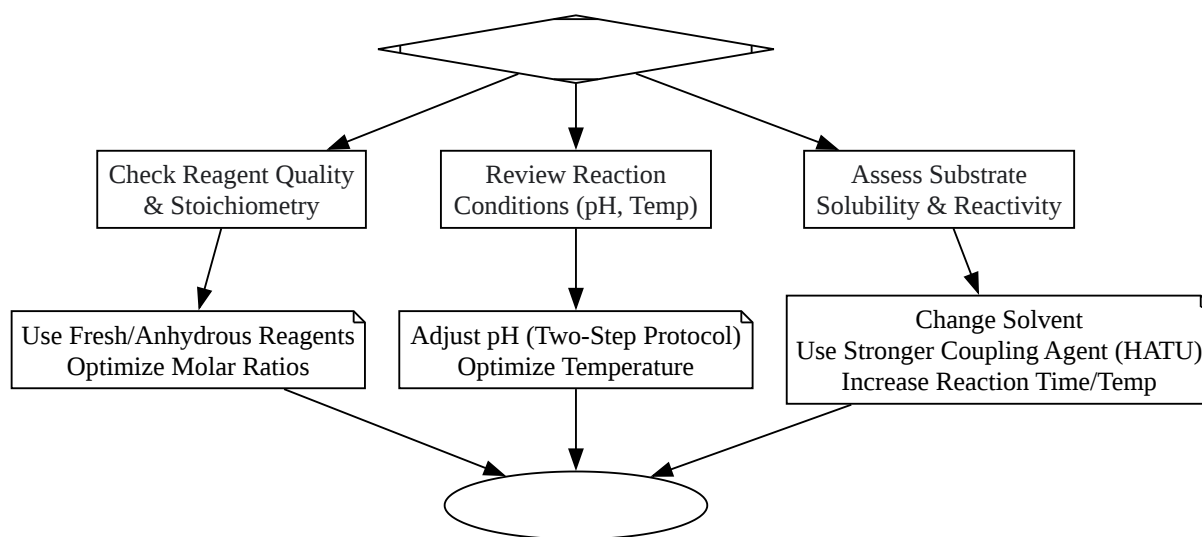 Check Reagent Quality
& Stoichiometry
Review Reaction
Conditions (pH, Temp)
Assess Substrate
Solubility & Reactivity
Use Fresh/Anhydrous Reagents
Optimize Molar Ratios
Adjust pH (Two-Step Protocol)
Optimize Temperature
Change Solvent
Use Stronger Coupling Agent (HATU)
Increase Reaction Time/Temp